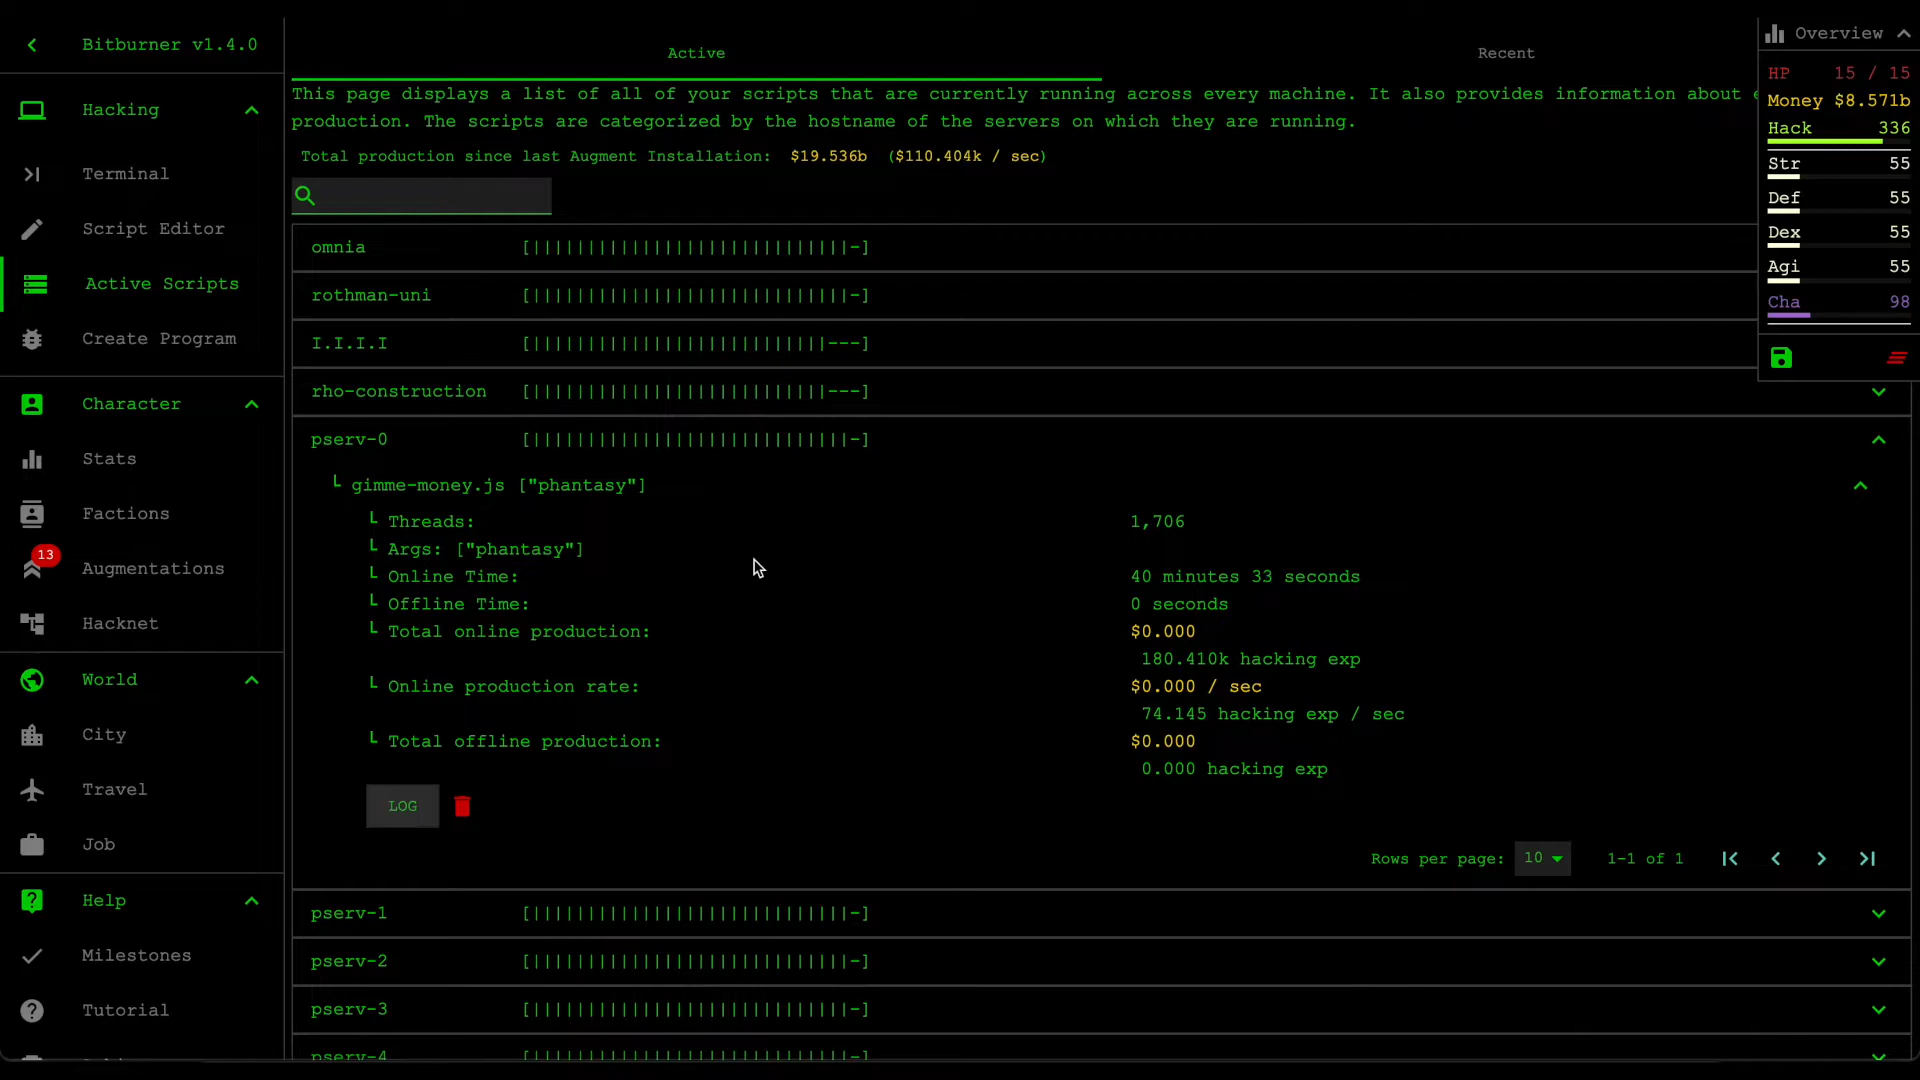 Bitburner v1.4.0
Hacking
Terminal
Script Editor
Active Scripts
Create Program
Character
Stats
Factions
13
Augmentations
Hacknet
World
City
Travel
Job
Help
Milestones
Tutorial
Active
Recent
This page displays a list of all of your scripts that are currently running across every machine. It also provides information about
production. The scripts are categorized by the hostname of the servers on which they are running.
Total production since last Augment Installation: $19.536b ($110.404k / sec)
omnia [||||||||||||||||||||||||||||||-]
rothman-uni [||||||||||||||||||||||||||||||-]
I.I.I.I [||||||||||||||||||||||||||||---]
rho-construction [||||||||||||||||||||||||||||---]
pserv-0 [||||||||||||||||||||||||||||||-]
└ gimme-money.js ["phantasy"]
└ Threads: 1,706
└ Args: ["phantasy"]
└ Online Time: 40 minutes 33 seconds
└ Offline Time: 0 seconds
└ Total online production: $0.000
180.410k hacking exp
└ Online production rate: $0.000 / sec
74.145 hacking exp / sec
└ Total offline production: $0.000
0.000 hacking exp
LOG
Rows per page: 10 1-1 of 1
pserv-1 [||||||||||||||||||||||||||||||-]
pserv-2 [||||||||||||||||||||||||||||||-]
pserv-3 [||||||||||||||||||||||||||||||-]
pserv-4 [||||||||||||||||||||||||||||||-]
Overview
HP 15 / 15
Money $8.571b
Hack 336
Str 55
Def 55
Dex 55
Agi 55
Cha 98